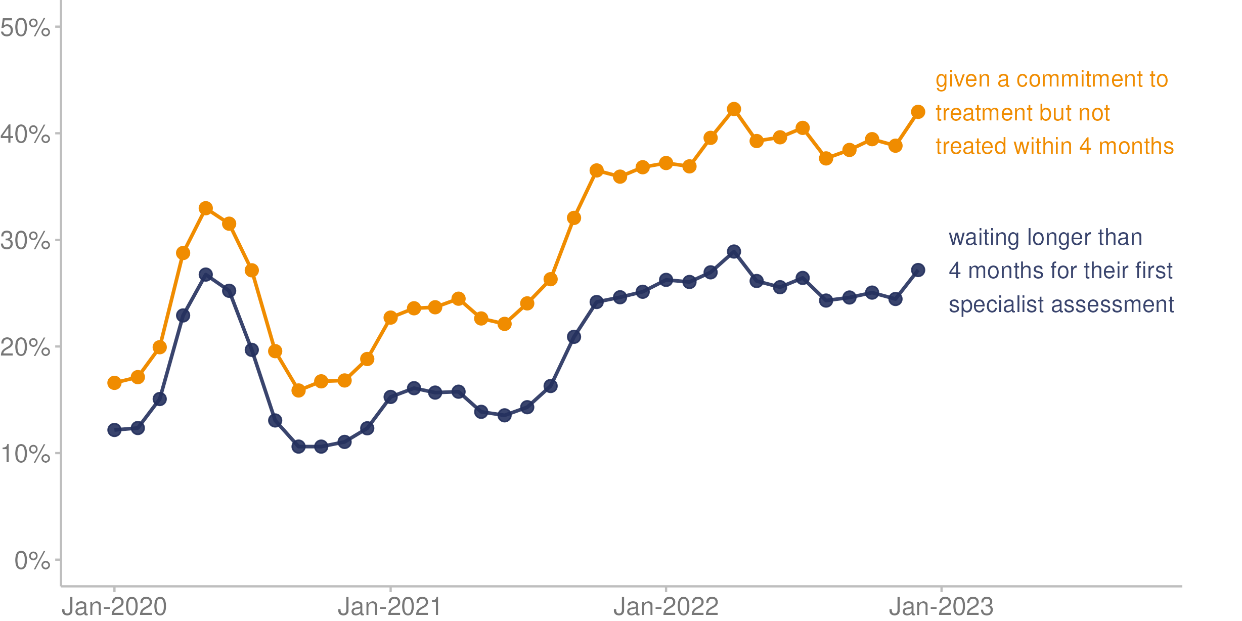 50%
given a commitment to
treatment but not
treated within 4 months
40%
30%
waiting longer than
4 months for their first
specialist assessment
20%
10%
0%
Jan-2020 Jan-2021 Jan-2022 Jan-2023